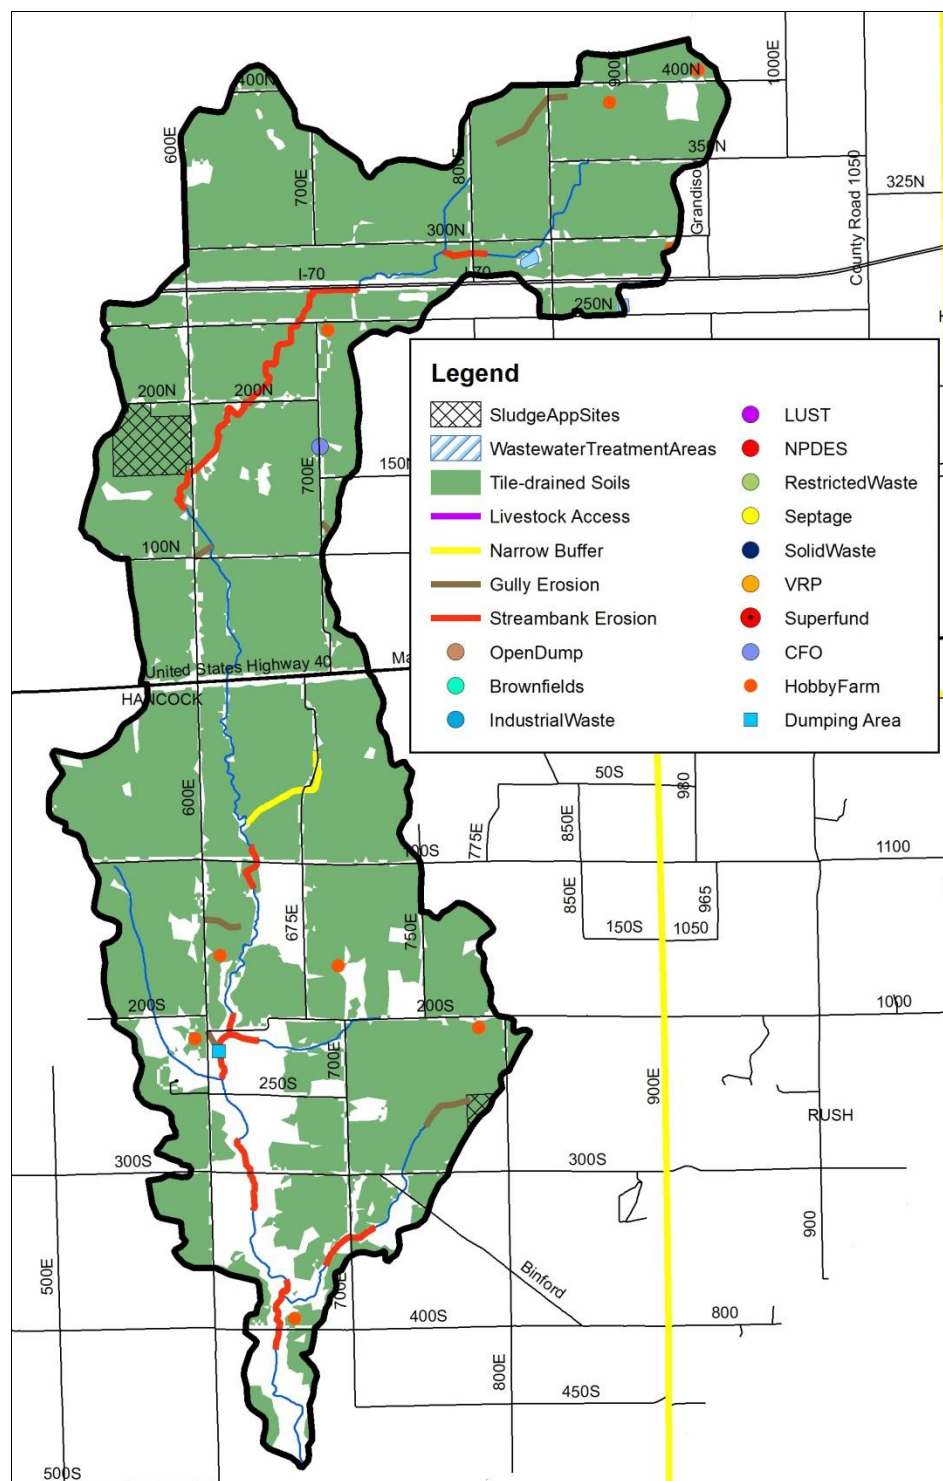 400N
900E
400N
1000E
600E
700E
800E
350N
Grandiso
County Road 1050
325N
300N
I-70
I-70
250N
H
Legend
SludgeAppSites
WastewaterTreatmentAreas
Tile-drained Soils
Livestock Access
Narrow Buffer
Gully Erosion
Streambank Erosion
OpenDump
Brownfields
IndustrialWaste
LUST
NPDES
RestrictedWaste
Septage
SolidWaste
VRP
Superfund
CFO
HobbyFarm
Dumping Area
200N
200N
700E
150N
100N
United States Highway 40
Ma
HANCOCK
600E
50S
980
775E
850E
100S
1100
675E
750E
850E
965
150S
1050
200S
200S
1000
700E
250S
900E
RUSH
300S
300S
900
500E
700E
Binford
400S
800
800E
450S
500S